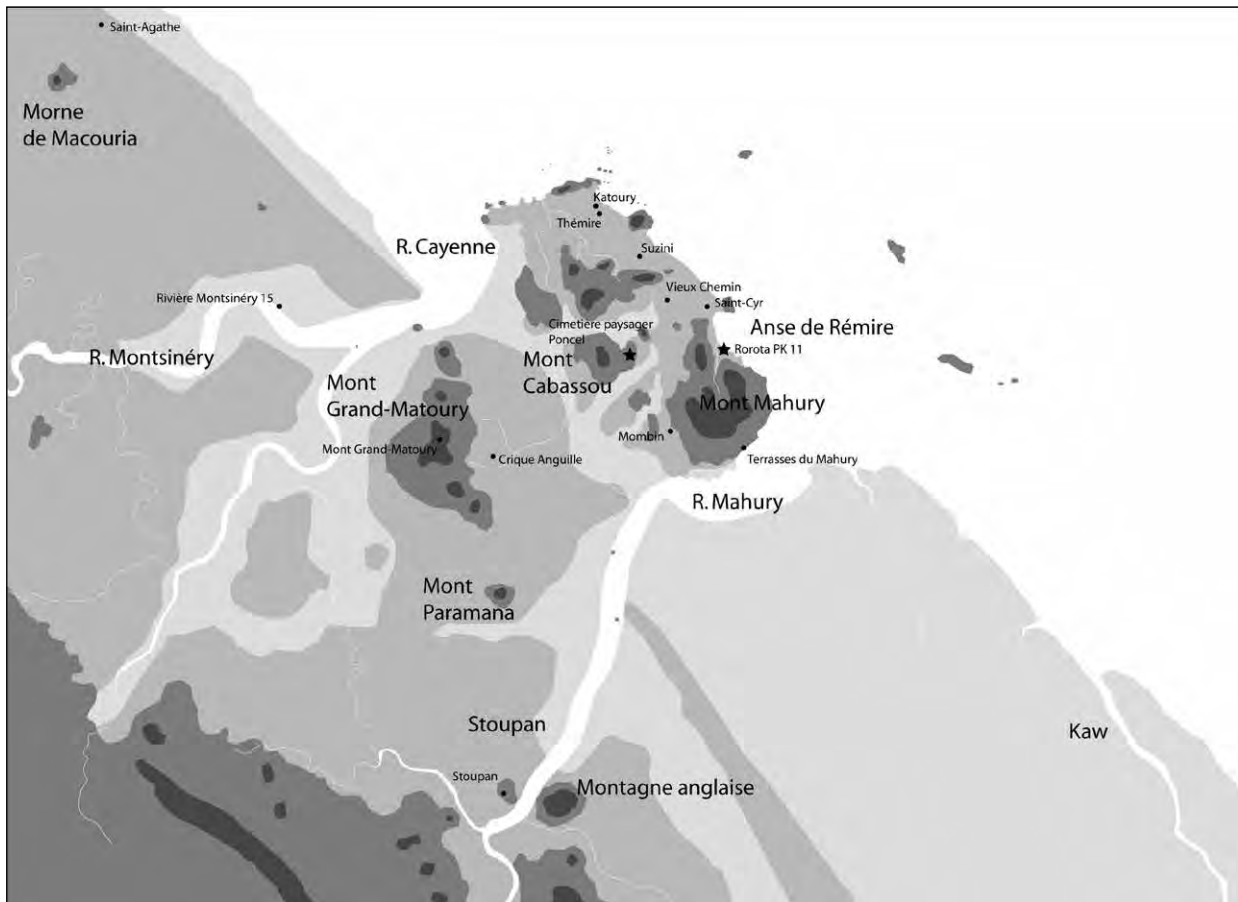 Saint-Agathe
Morne
de Macouria
Katoury
Thémire
R. Cayenne
Suzini
Vieux Chemin
Rivière Montsinéry 15
Saint-Cyr
Cimetière paysager
Poncel
Anse de Rémire
R. Montsinéry
Rorota PK 11
Mont
Cabassou
Mont
Grand-Matoury
Mont Mahury
Mont Grand-Matoury
Mombin
Crique Anguille
Terrasses du Mahury
R. Mahury
Mont
Paramana
Stoupan
Kaw
Stoupan
Montagne anglaise